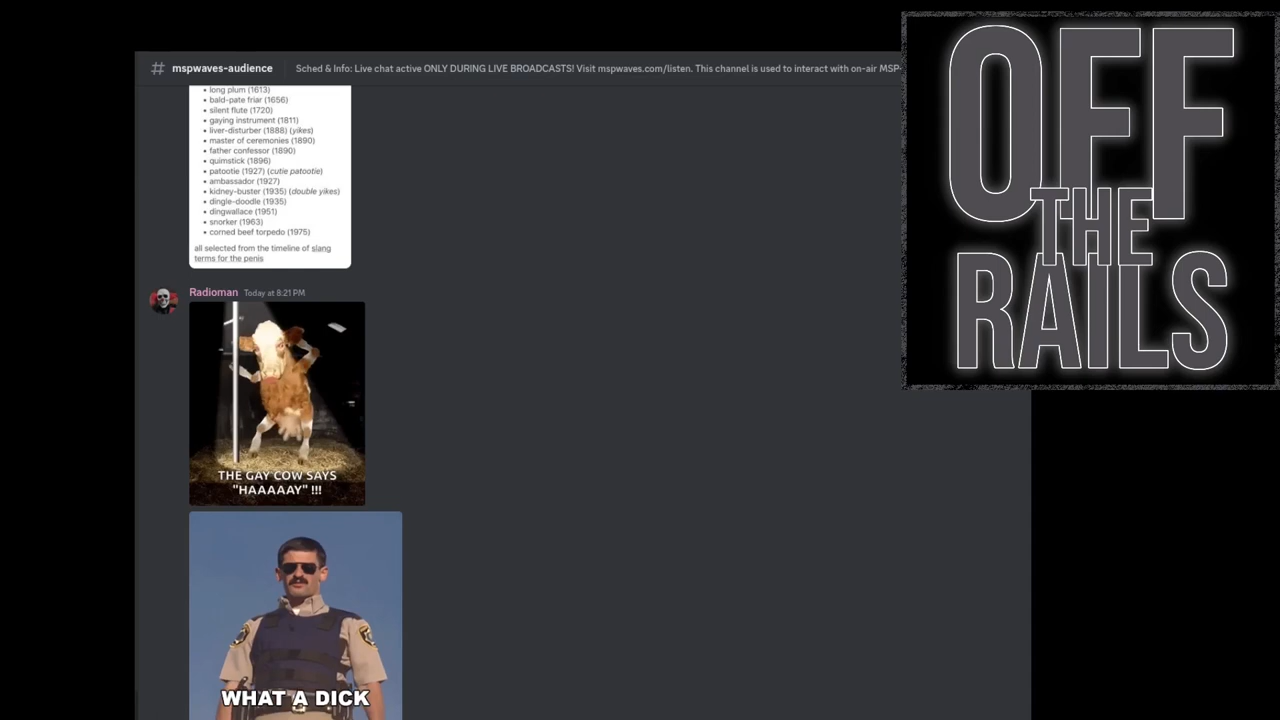 # mspwaves-audience
Sched & Info: Live chat active ONLY DURING LIVE BROADCASTS! Visit mspwaves.com/listen. This channel is used to interact with on-air MSP-
• long plum (1613)
• bald-pate friar (1656)
• silent flute (1720)
• gaying instrument (1811)
• liver-disturber (1888) (yikes)
• master of ceremonies (1890)
• father confessor (1890)
• quimstick (1896)
• patootie (1927) (cutie patootie)
• ambassador (1927)
• kidney-buster (1935) (double yikes)
• dingle-doodle (1935)
• dingwallace (1951)
• snorker (1963)
• corned beef torpedo (1975)
all selected from the timeline of slang
terms for the penis
Radioman Today at 8:21 PM
THE GAY COW SAYS
"HAAAAAY" !!!
WHAT A DICK
OFF
THE
RAILS